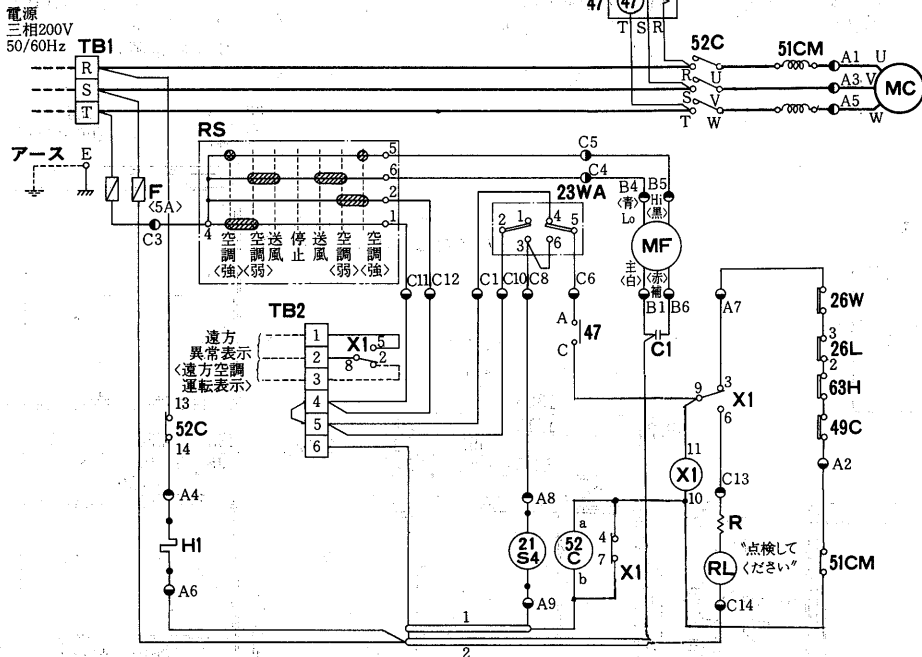 電源
三相200V
50/60Hz
TB1
R
S
T
アース E
F
<5A>
C3
47
47
T S R
52C
R U
S V
T W
51CM
A1 U
A3 V
A5
W
MC
RS
5
6
2
1
4
空調<強>
空調<弱>
送風
停止
送風
空調<弱>
空調<強>
C5
C4
23WA
2 1 4 5
3 6
B4 B5
<青> Hi
Lo <黒>
MF
主 <赤>
<白> 補
B1 B6
C1
C11 C12 C1 C10 C8 C6
A
47
C
A7
26W
3
26L
2
63H
49C
A2
51CM
TB2
1
2
3
4
5
6
遠方
異常表示
<遠方空調
運転表示>
X1 5
2
8
9
3
X1
6
11
X1
10
C13
R
RL
"点検して
ください"
C14
13
52C
14
A4
H1
A6
A8
21
S4
A9
a
52
C
b
4
7
X1
1
2